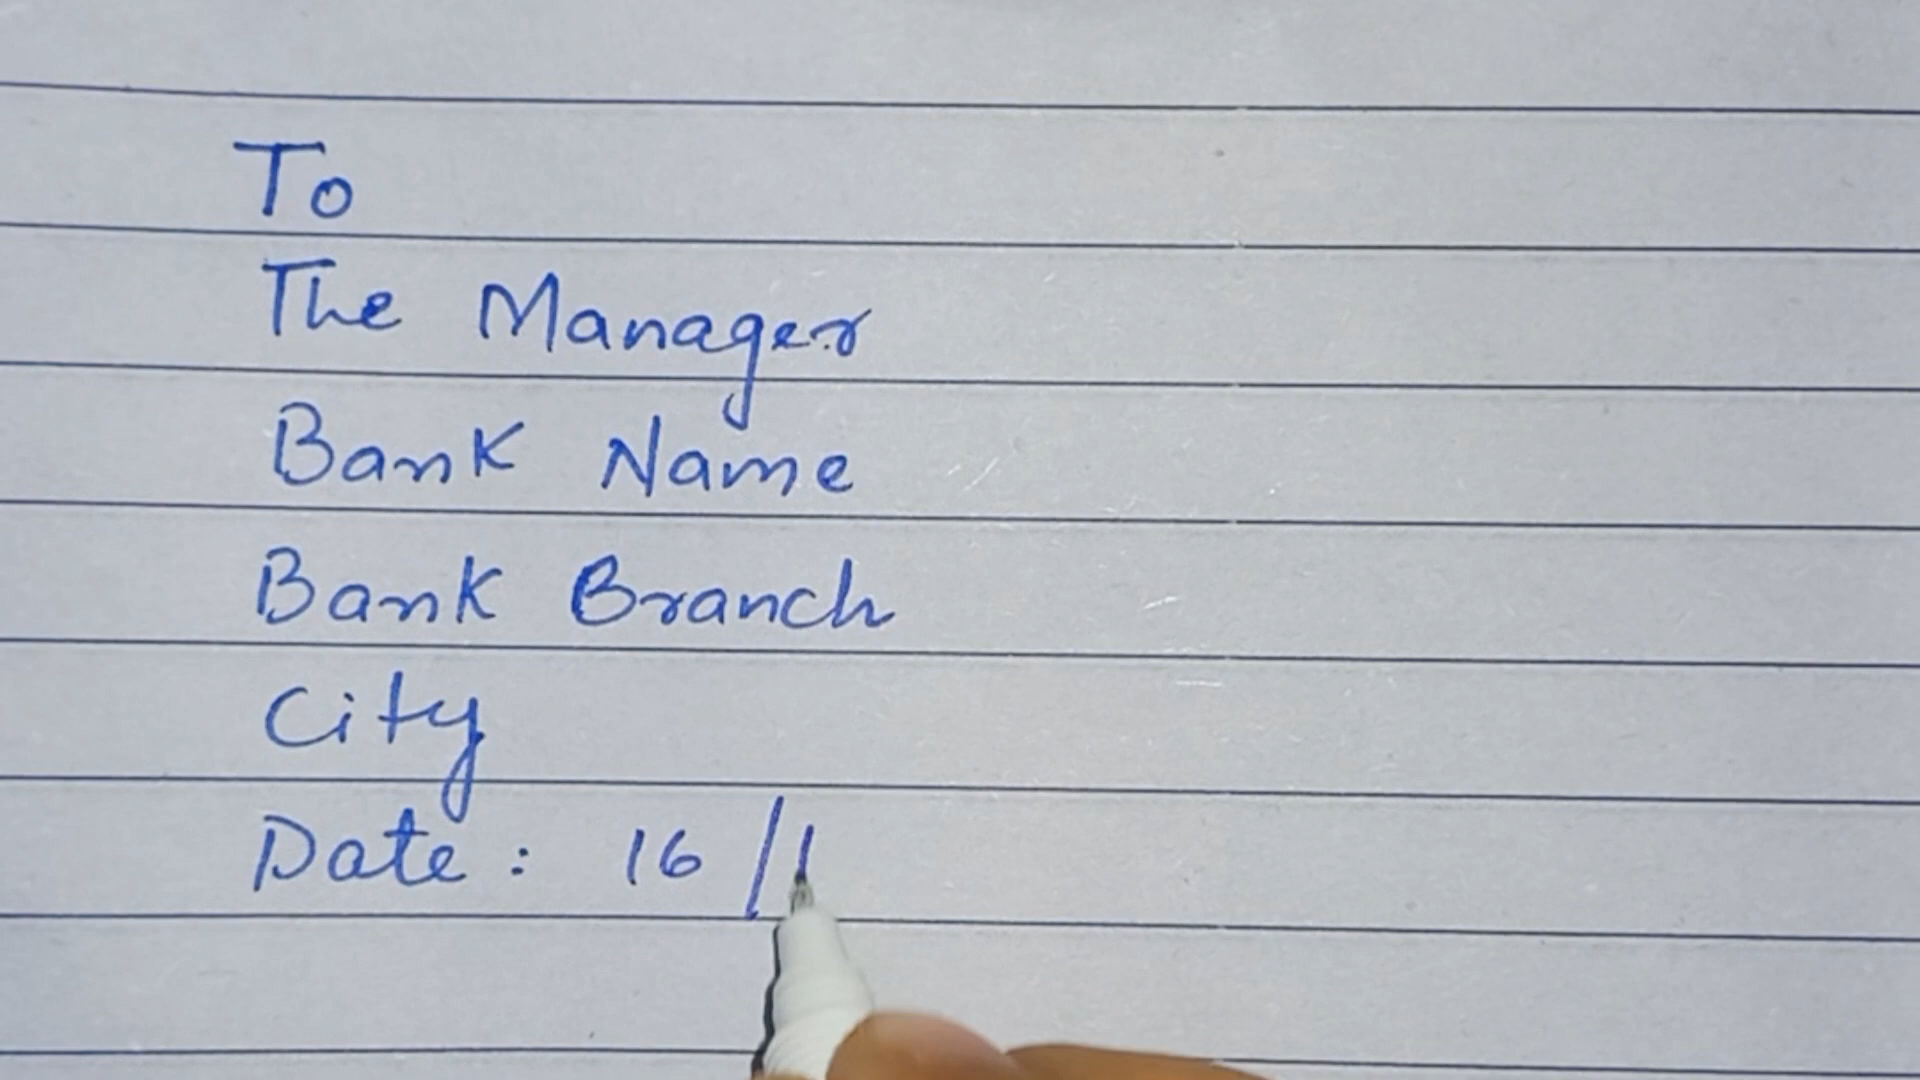 To
The Manager
Bank Name
Bank Branch
City
Date: 16/1